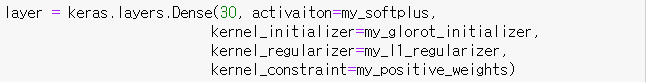 layer = keras.layers.Dense(30, activaiton=my_softplus,
                           kernel_initializer=my_glorot_initializer,
                           kernel_regularizer=my_l1_regularizer,
                           kernel_constraint=my_positive_weights)